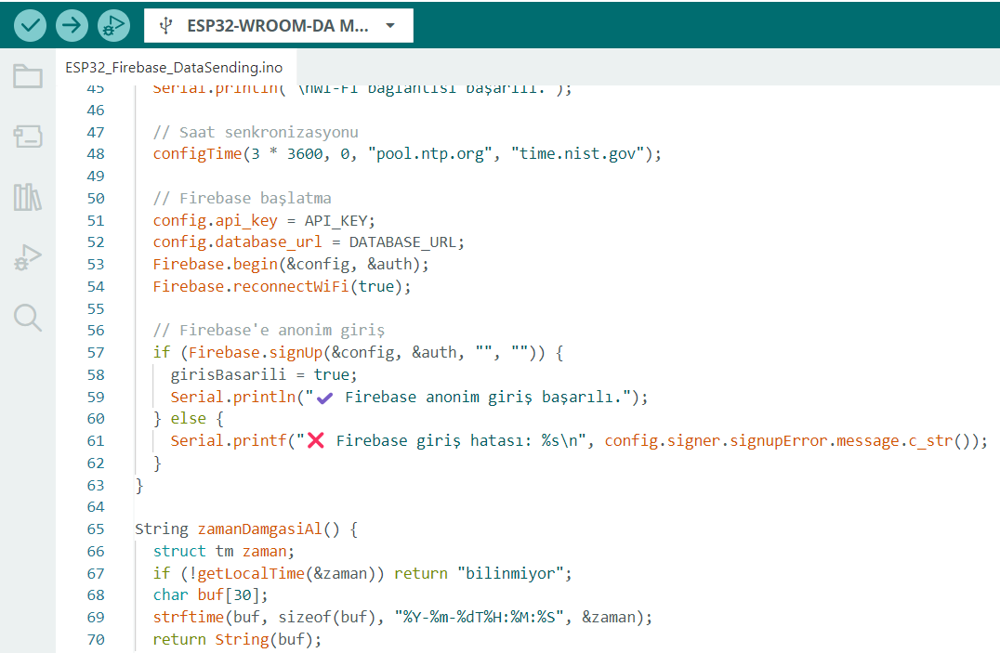 ESP32-WROOM-DA M...
ESP32_Firebase_DataSending.ino
45 Serial.println("\nWi-Fi bağlantısı başarılı.");
46
47 // Saat senkronizasyonu
48 configTime(3 * 3600, 0, "pool.ntp.org", "time.nist.gov");
49
50 // Firebase başlatma
51 config.api_key = API_KEY;
52 config.database_url = DATABASE_URL;
53 Firebase.begin(&config, &auth);
54 Firebase.reconnectWiFi(true);
55
56 // Firebase'e anonim giriş
57 if (Firebase.signUp(&config, &auth, "", "")) {
58 girisBasarili = true;
59 Serial.println("✔ Firebase anonim giriş başarılı.");
60 } else {
61 Serial.printf("❌ Firebase giriş hatası: %s\n", config.signer.signupError.message.c_str());
62 }
63 }
64
65 String zamanDamgasiAl() {
66 struct tm zaman;
67 if (!getLocalTime(&zaman)) return "bilinmiyor";
68 char buf[30];
69 strftime(buf, sizeof(buf), "%Y-%m-%dT%H:%M:%S", &zaman);
70 return String(buf);